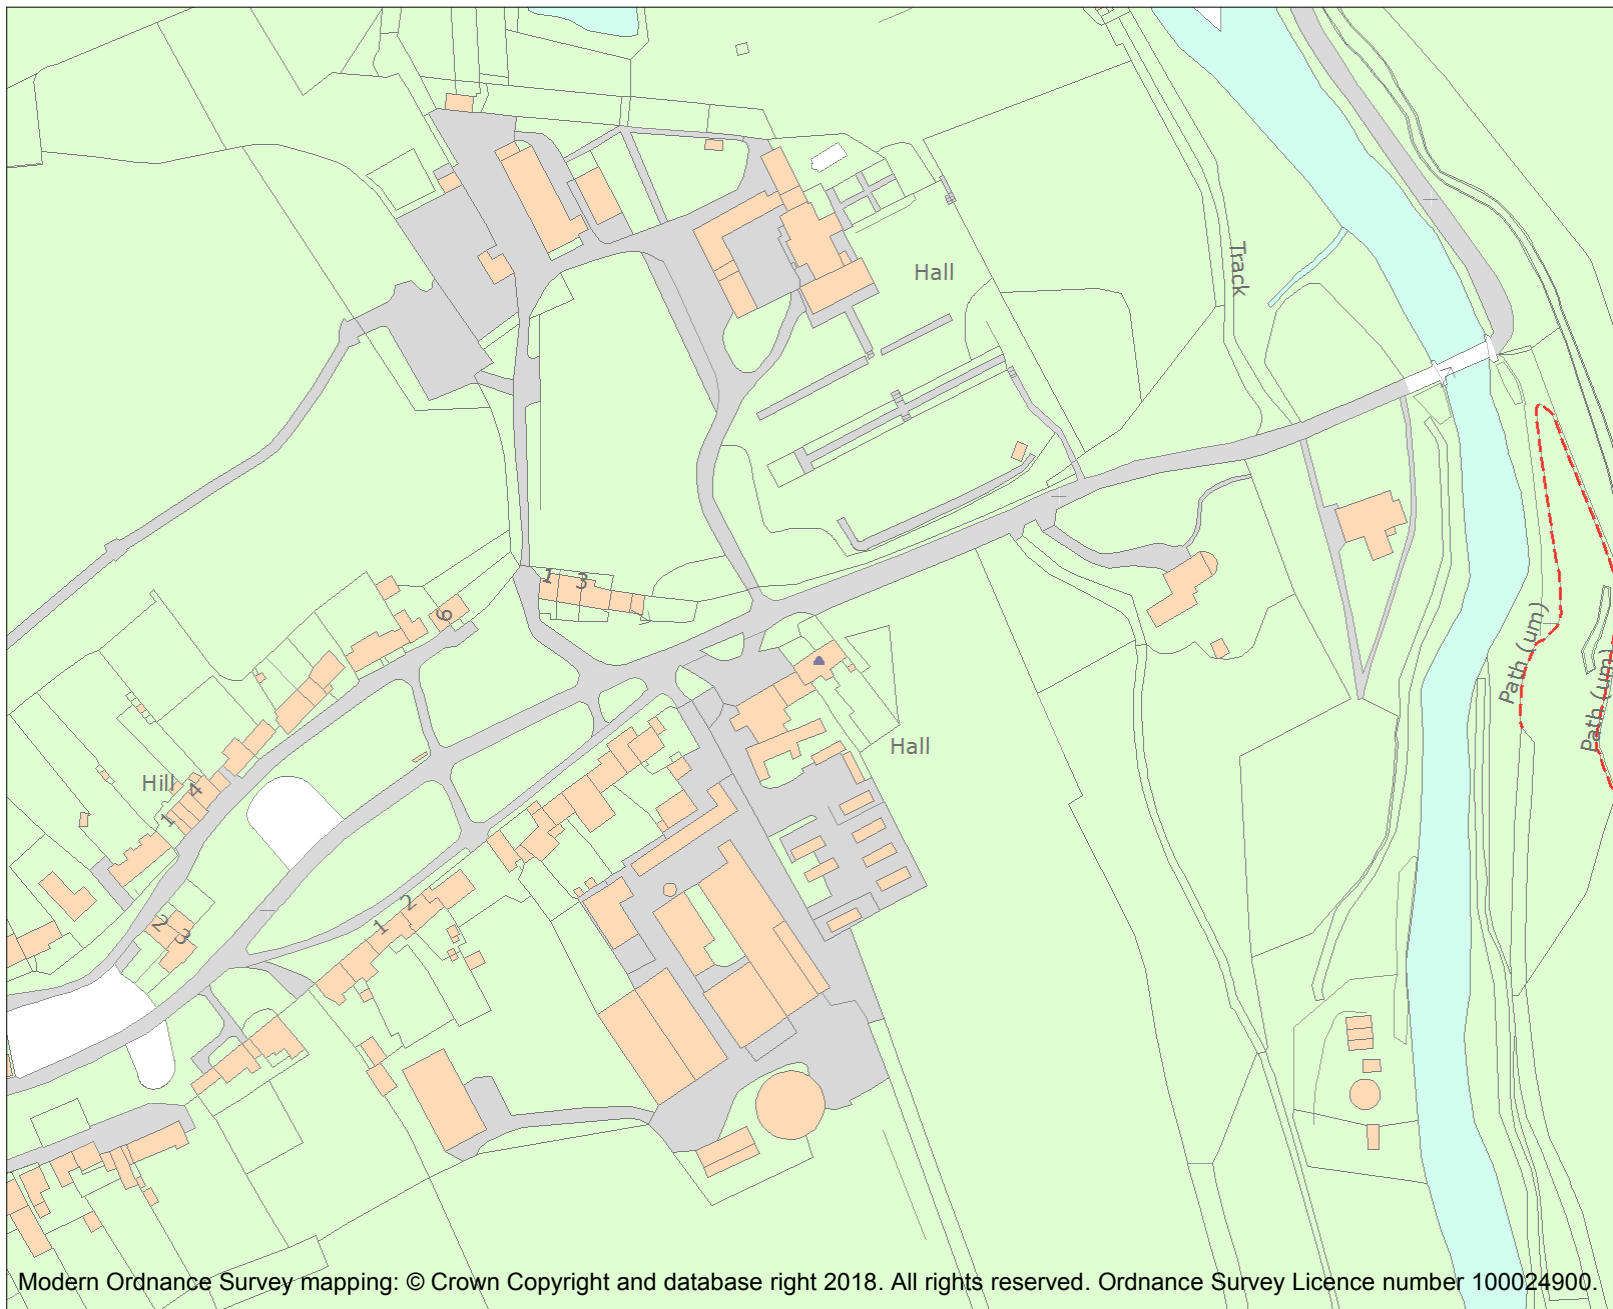 Hall
Track
1
3
6
Path (um)
Path (um)
Hall
Hill
4
1
2
1
2
3
Modern Ordnance Survey mapping: © Crown Copyright and database right 2018. All rights reserved. Ordnance Survey Licence number 100024900.